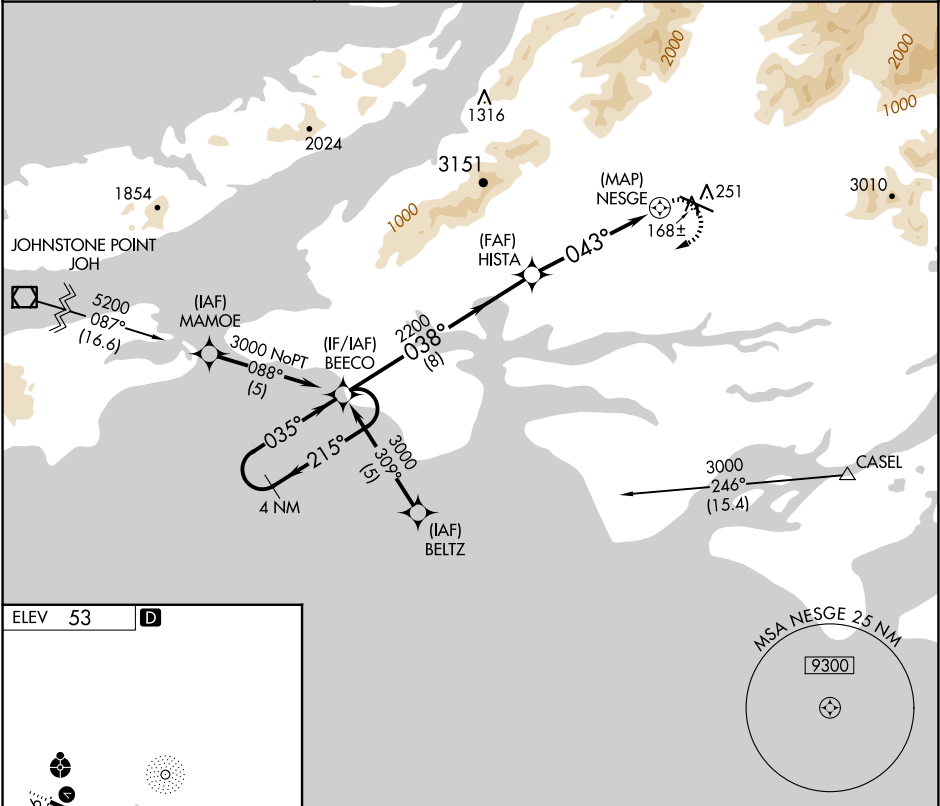 2000
2000
1000
1316
2024
3151
1854
1000
(MAP)
NESGE
251
168±
3010
JOHNSTONE POINT
JOH
(FAF)
HISTA
043°
5200
087°
(16.6)
(IAF)
MAMOE
3000 NoPT
088°
(5)
(IF/IAF)
BEECO
2200
038°
(8)
035°
215°
4 NM
3000
309°
(5)
(IAF)
BELTZ
3000
246°
(15.4)
CASEL
ELEV 53
D
MSA NESGE 25 NM
9300